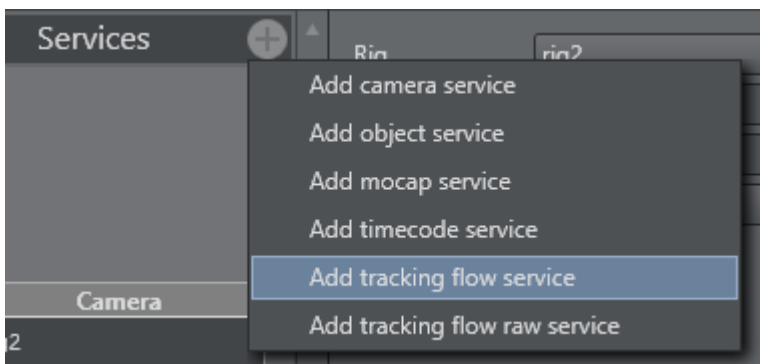 Services
Rig
rig2
Add camera service
Add object service
Add mocap service
Add timecode service
Add tracking flow service
Add tracking flow raw service
Camera